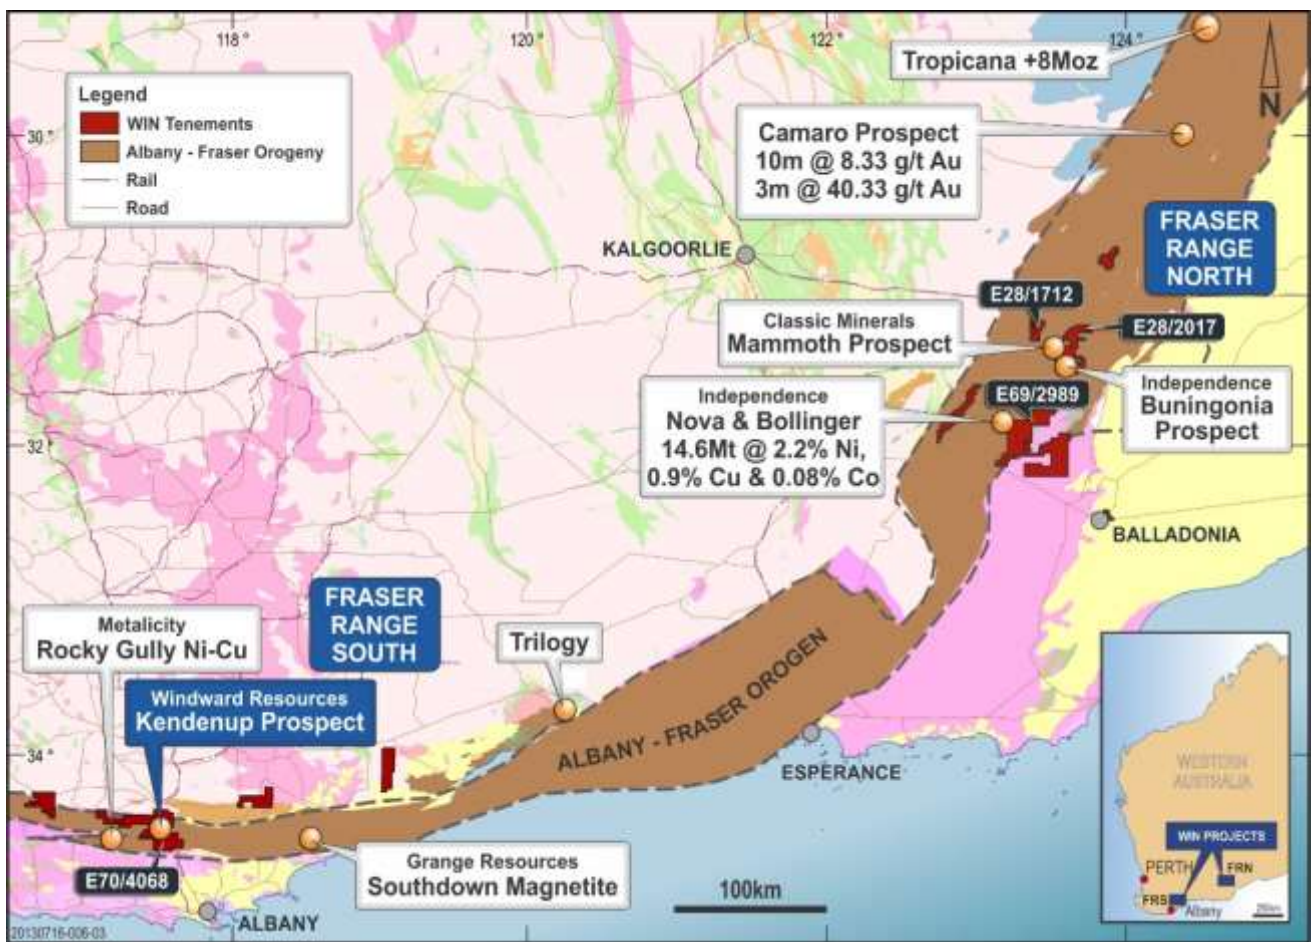 118°
120°
122°
124°
Tropicana +8Moz
N
Legend
WIN Tenements
Albany - Fraser Orogeny
Rail
Road
30°
Camaro Prospect
10m @ 8.33 g/t Au
3m @ 40.33 g/t Au
FRASER
RANGE
NORTH
KALGOORLIE
E28/1712
E28/2017
Classic Minerals
Mammoth Prospect
Independence
Nova & Bollinger
14.6Mt @ 2.2% Ni,
0.9% Cu & 0.08% Co
E69/2989
Independence
Buningonia
Prospect
32°
BALLADONIA
FRASER
RANGE
SOUTH
Metalicity
Rocky Gully Ni-Cu
Trilogy
Windward Resources
Kendenup Prospect
ALBANY - FRASER OROGEN
34°
ESPERANCE
WESTERN
AUSTRALIA
WIN PROJECTS
PERTH
FRN
FRS
Albany
250km
E70/4068
Grange Resources
Southdown Magnetite
100km
ALBANY
20130716-006-03